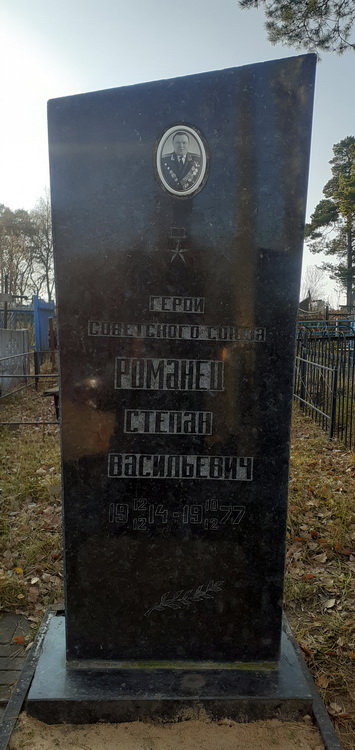 ГЕРОЙ
СОВЕТСКОГО СОЮЗА
РОМАНЕЦ
СТЕПАН
ВАСИЛЬЕВИЧ
19 12/12 14 - 19 10/12 77